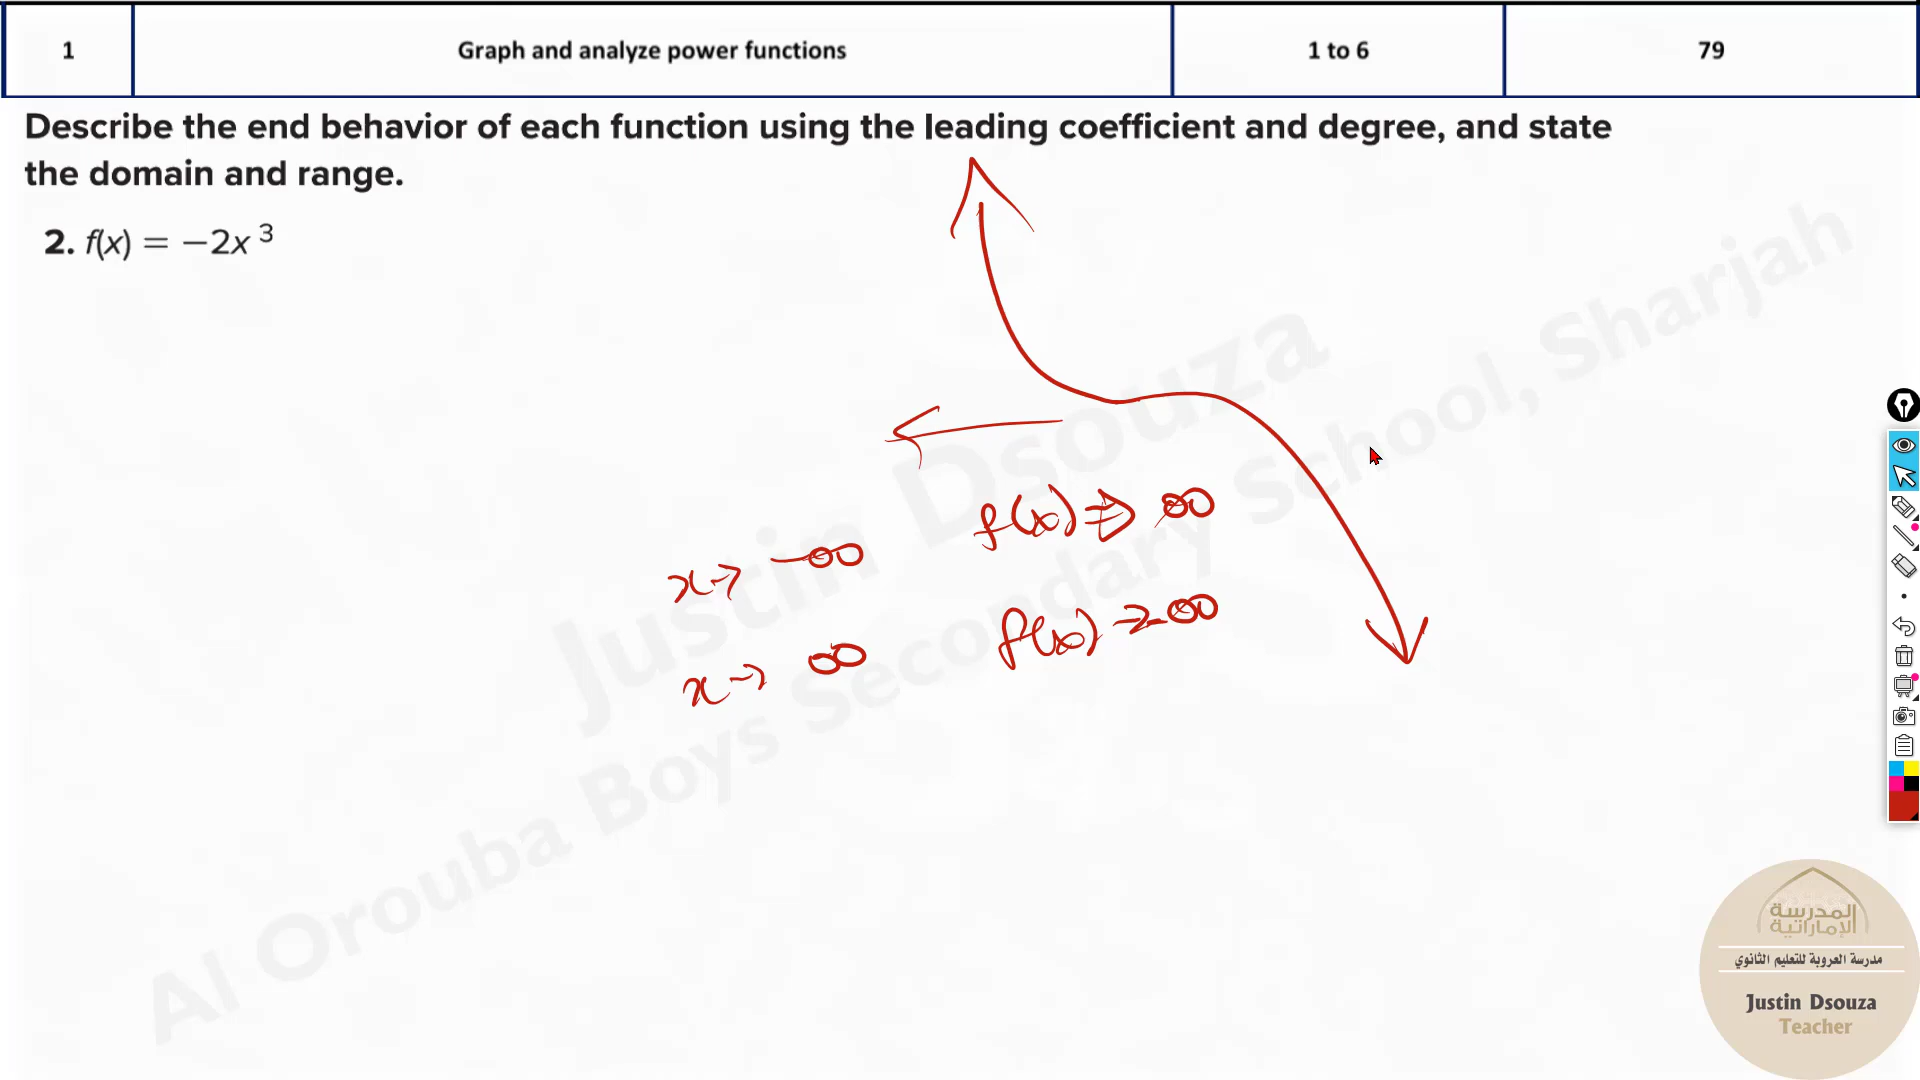 1 Graph and analyze power functions 1 to 6 79
Describe the end behavior of each function using the leading coefficient and degree, and state
the domain and range.
2. f(x) = −2x ³
x → −∞ f(x) ⇒ ∞
x → ∞ f(x) → -∞
Justin Dsouza
Al Orouba Boys Secondary School, Sharjah
المدرسة
الإماراتية
مدرسة العروبة للتعليم الثانوي
Justin Dsouza
Teacher